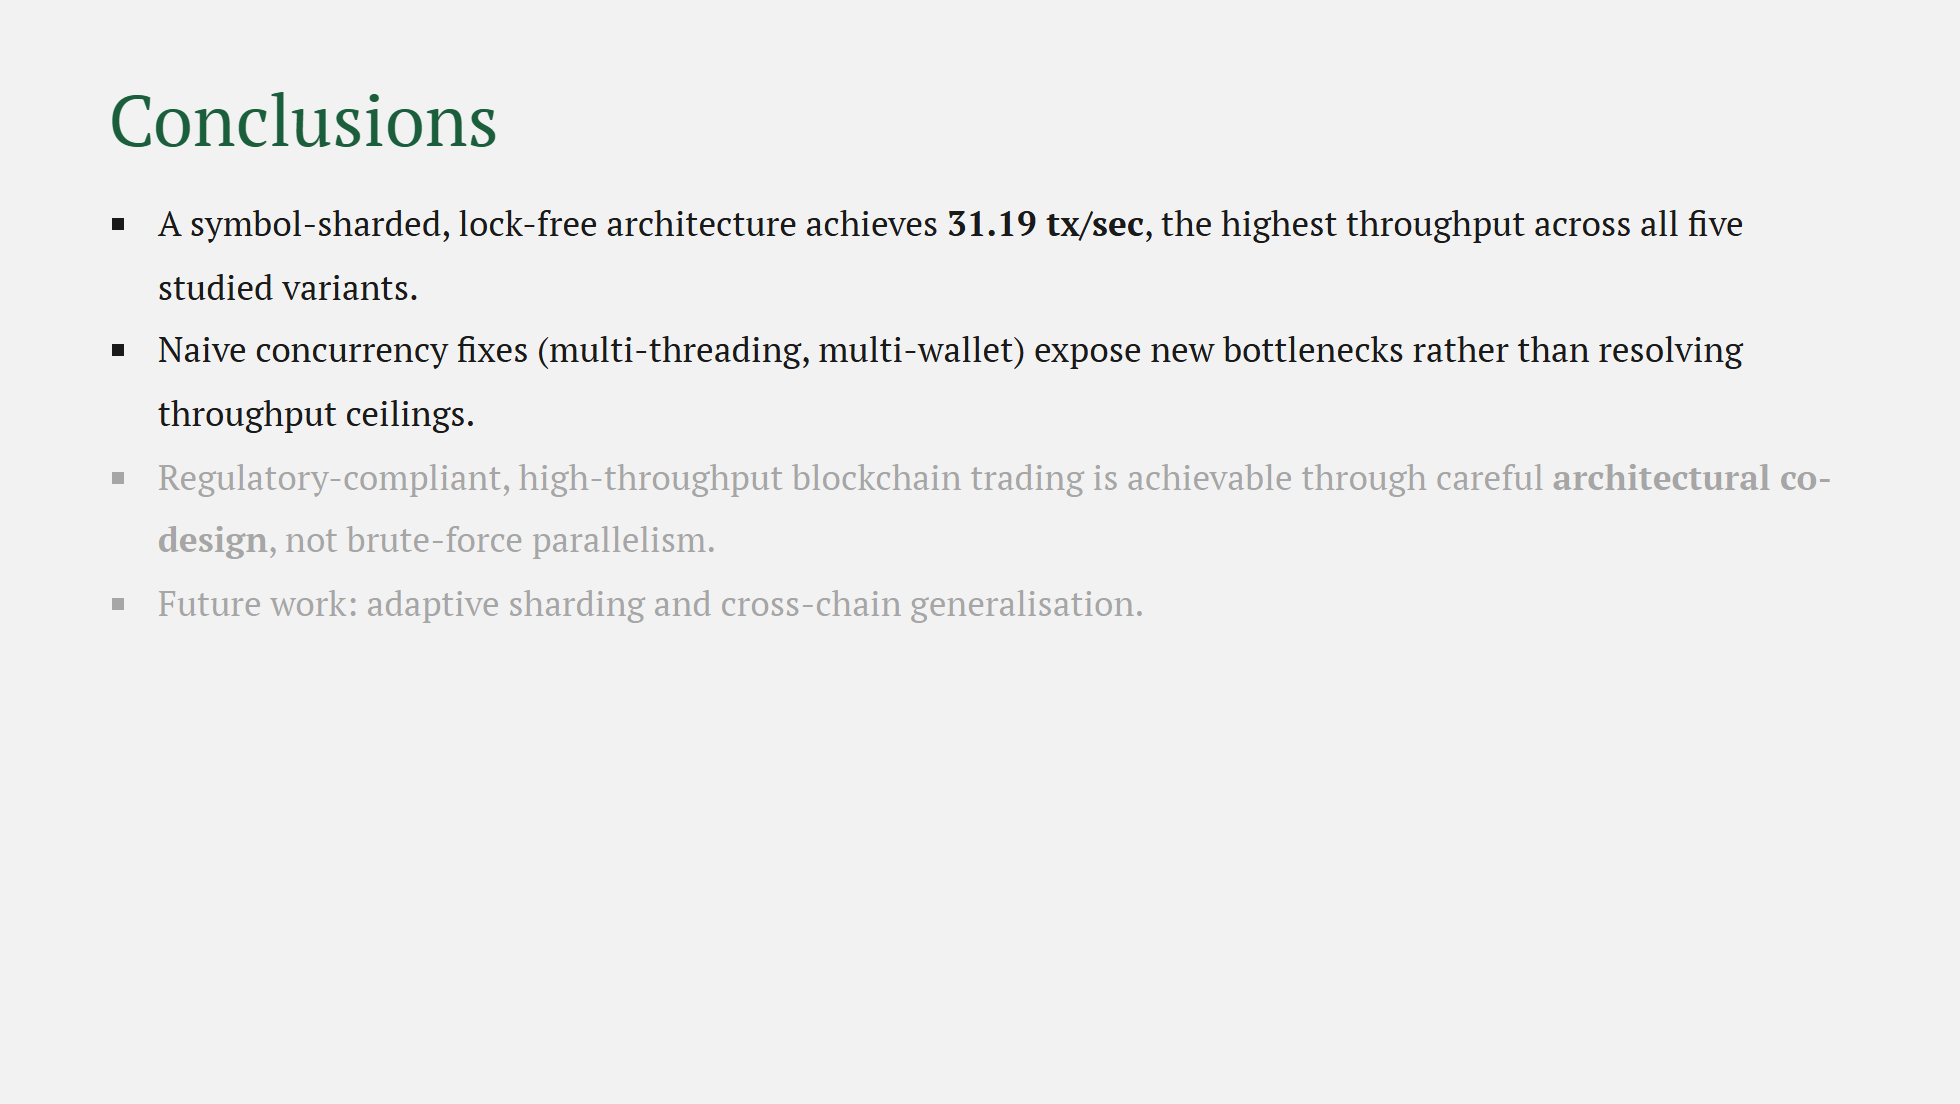 Conclusions
▪ A symbol-sharded, lock-free architecture achieves 31.19 tx/sec, the highest throughput across all five
studied variants.
▪ Naive concurrency fixes (multi-threading, multi-wallet) expose new bottlenecks rather than resolving
throughput ceilings.
▪ Regulatory-compliant, high-throughput blockchain trading is achievable through careful architectural co-
design, not brute-force parallelism.
▪ Future work: adaptive sharding and cross-chain generalisation.